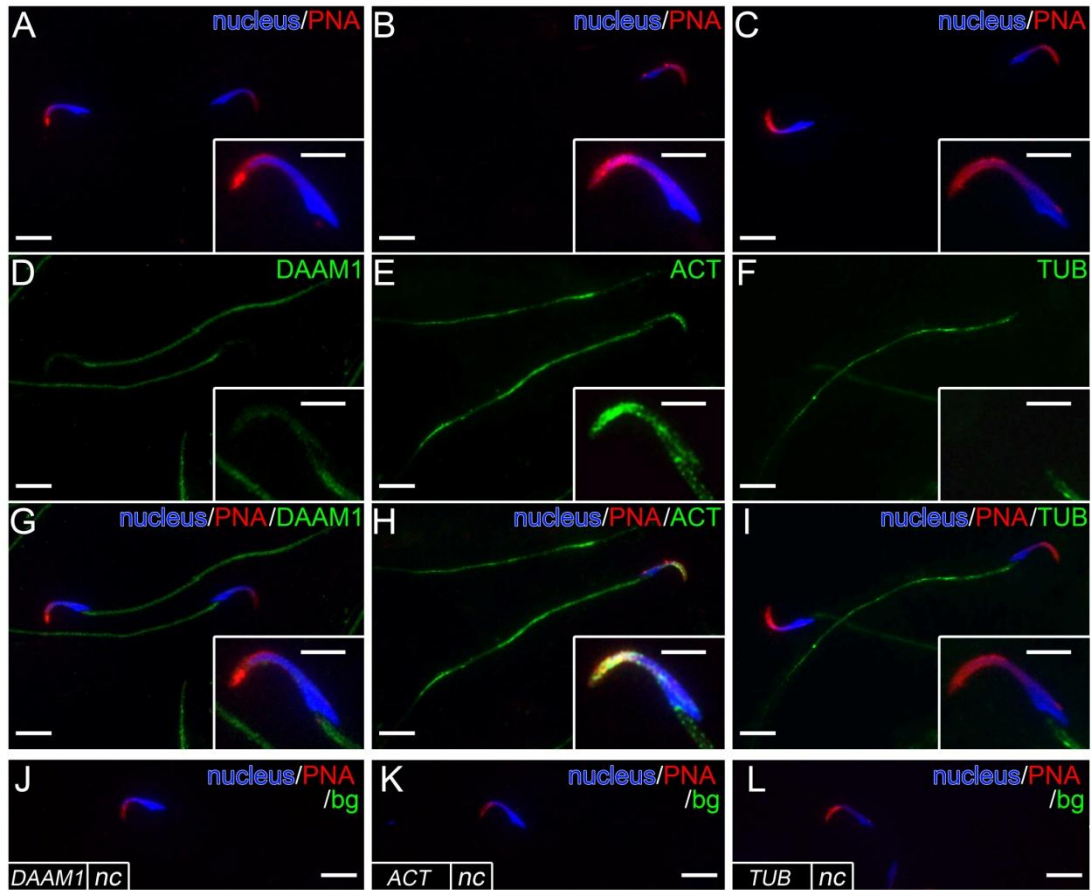 A nucleus/PNA
B nucleus/PNA
C nucleus/PNA
D DAAM1
E ACT
F TUB
G nucleus/PNA/DAAM1
H nucleus/PNA/ACT
I nucleus/PNA/TUB
J nucleus/PNA
/bg
DAAM1 nc
K nucleus/PNA
/bg
ACT nc
L nucleus/PNA
/bg
TUB nc